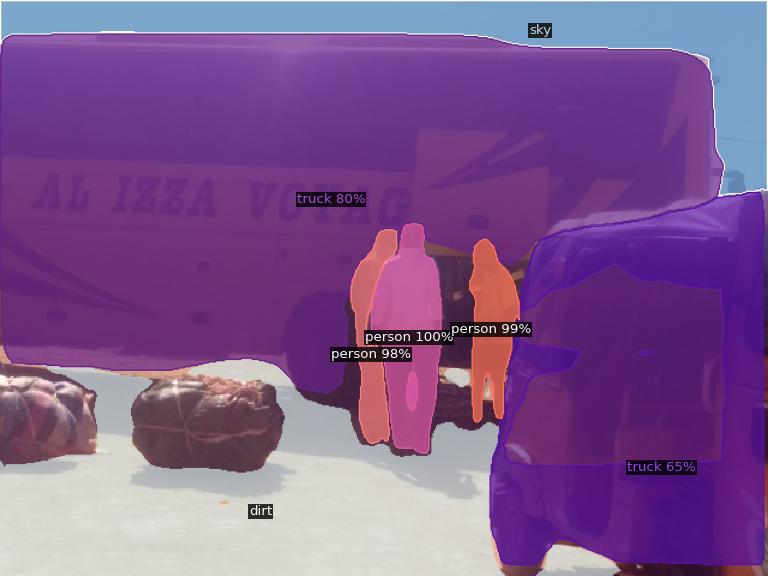 sky
truck 80%
AL IZZA VOYAG
person 99%
person 100%
person 98%
truck 65%
dirt